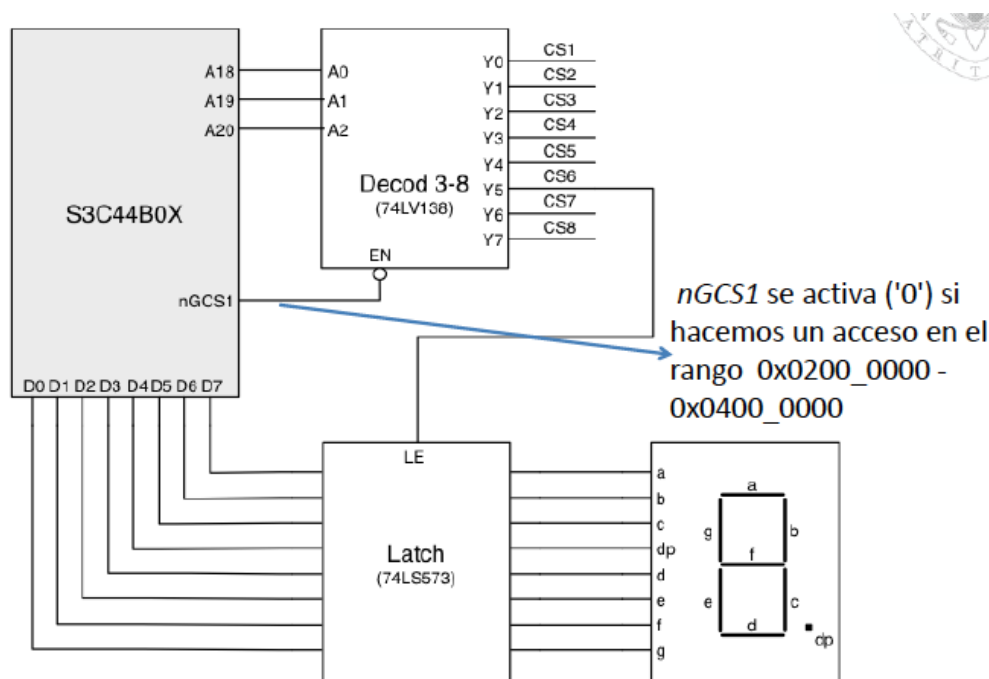 ATRIT
S3C44B0X
A18
A19
A20
nGCS1
D0 D1 D2 D3 D4 D5 D6 D7
A0
A1
A2
Decod 3-8
(74LV138)
EN
Y0
Y1
Y2
Y3
Y4
Y5
Y6
Y7
CS1
CS2
CS3
CS4
CS5
CS6
CS7
CS8
nGCS1 se activa ('0') si
hacemos un acceso en el
rango 0x0200_0000 -
0x0400_0000
LE
Latch
(74LS573)
a
b
c
dp
d
e
f
g
a
g
b
f
e
c
d
dp